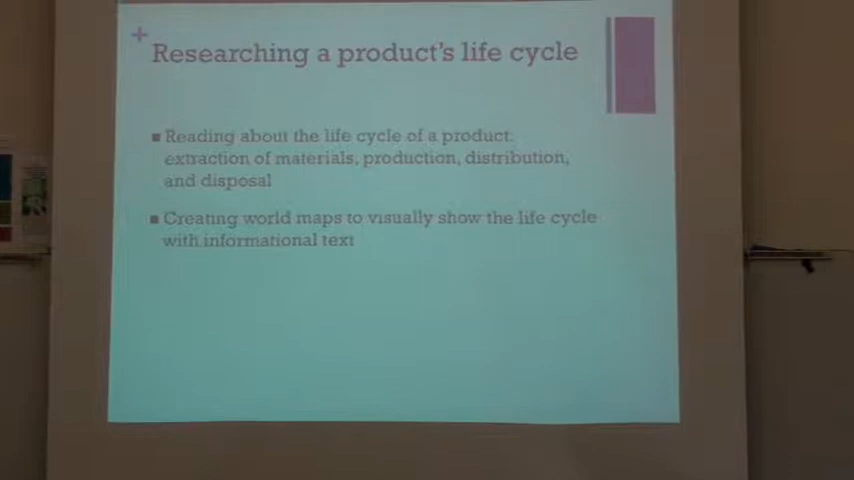 +
Researching a product's life cycle
■ Reading about the life cycle of a product:
extraction of materials, production, distribution,
and disposal
■ Creating world maps to visually show the life cycle
with informational text